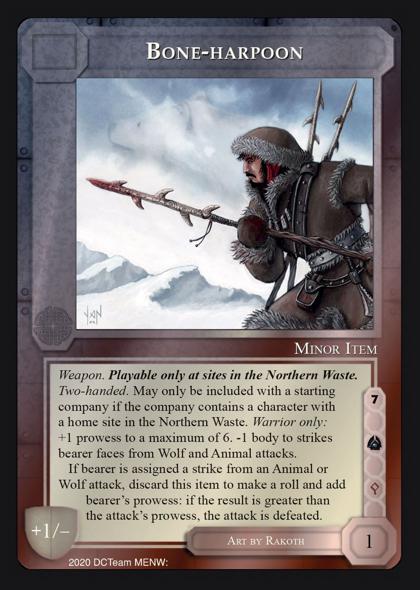 BONE-HARPOON
MINOR ITEM
Weapon. Playable only at sites in the Northern Waste.
Two-handed. May only be included with a starting
company if the company contains a character with
a home site in the Northern Waste. Warrior only:
+1 prowess to a maximum of 6. -1 body to strikes
bearer faces from Wolf and Animal attacks.
If bearer is assigned a strike from an Animal or
Wolf attack, discard this item to make a roll and add
bearer's prowess: if the result is greater than
the attack's prowess, the attack is defeated.
7
+1/–
ART BY RAKOTH
1
2020 DCTeam MENW: